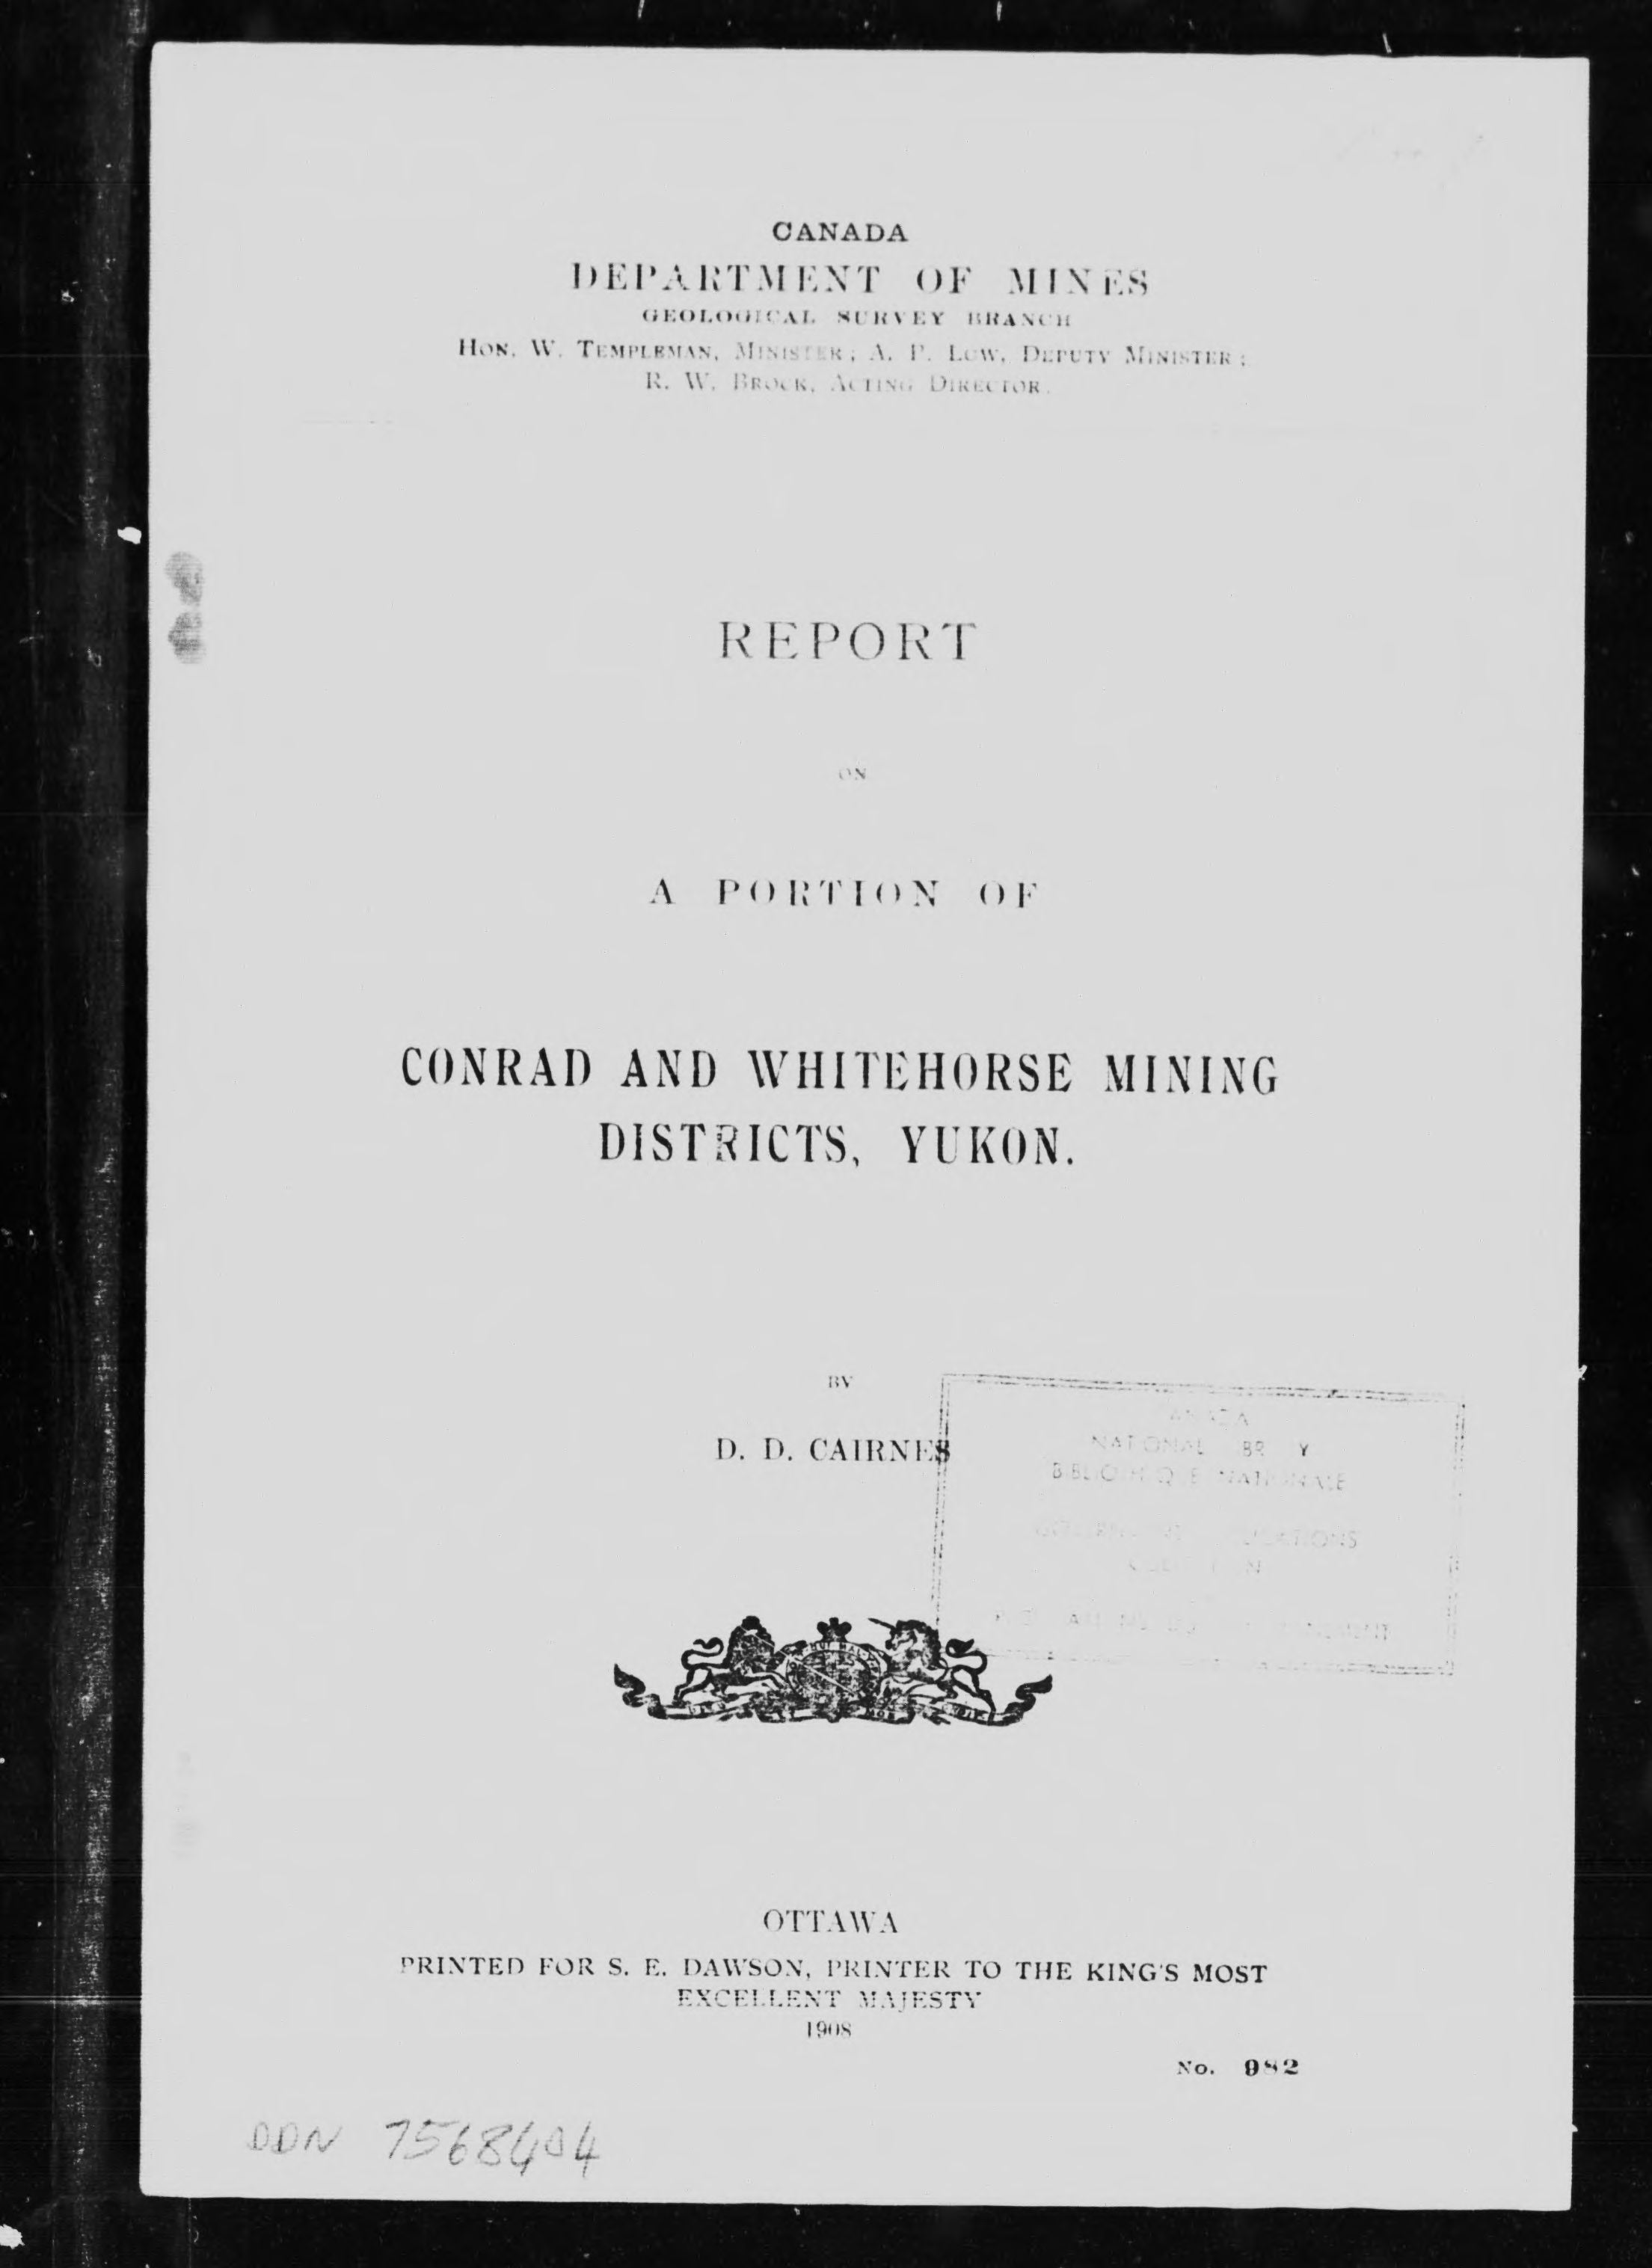 CANADA
DEPARTMENT OF MINES
GEOLOGICAL SURVEY BRANCH
HON. W. TEMPLEMAN, MINISTER; A. P. LOW, DEPUTY MINISTER;
R. W. BROCK, ACTING DIRECTOR.
REPORT
ON
A PORTION OF
CONRAD AND WHITEHORSE MINING
DISTRICTS, YUKON.
BY
D. D. CAIRNES
NATIONAL
NATIONALE
OTTAWA
PRINTED FOR S. E. DAWSON, PRINTER TO THE KING'S MOST
EXCELLENT MAJESTY
1908
No. 982
DDN 7568404